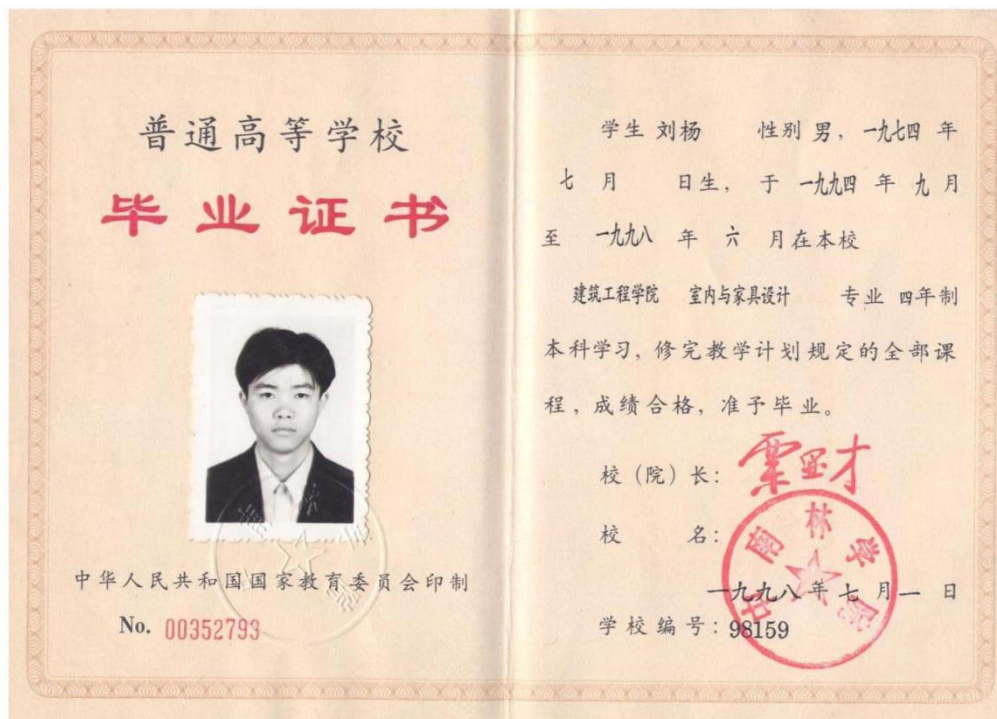 普通高等学校
毕业证书
中华人民共和国国家教育委员会印制
No. 00352793
学生 刘杨 性别 男，一九七四 年
七 月 日生，于 一九九四 年 九 月
至 一九九八 年 六 月在本校
建筑工程学院 室内与家具设计 专业 四年制
本科学习，修完教学计划规定的全部课
程，成绩合格，准予毕业。
校（院）长：
校 名：
中南林学院
一九九八年七月一日
学校编号：98159